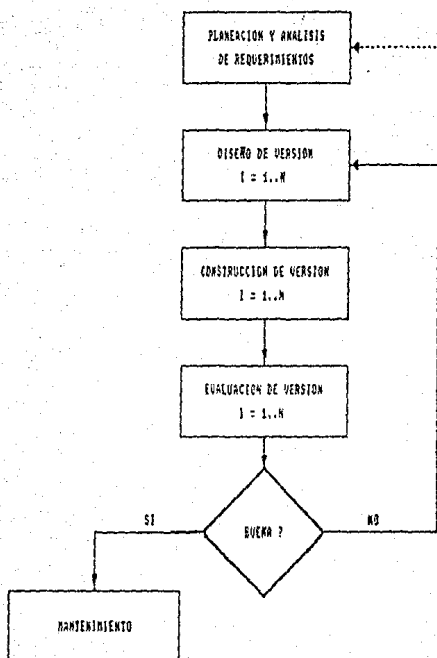 PLANEACION Y ANALISIS
DE REQUERIMIENTOS
DISEÑO DE VERSION
I = 1..N
CONSTRUCCION DE VERSION
I = 1..N
EVALUACION DE VERSION
I = 1..N
BUENA ?
SI
NO
MANTENIMIENTO